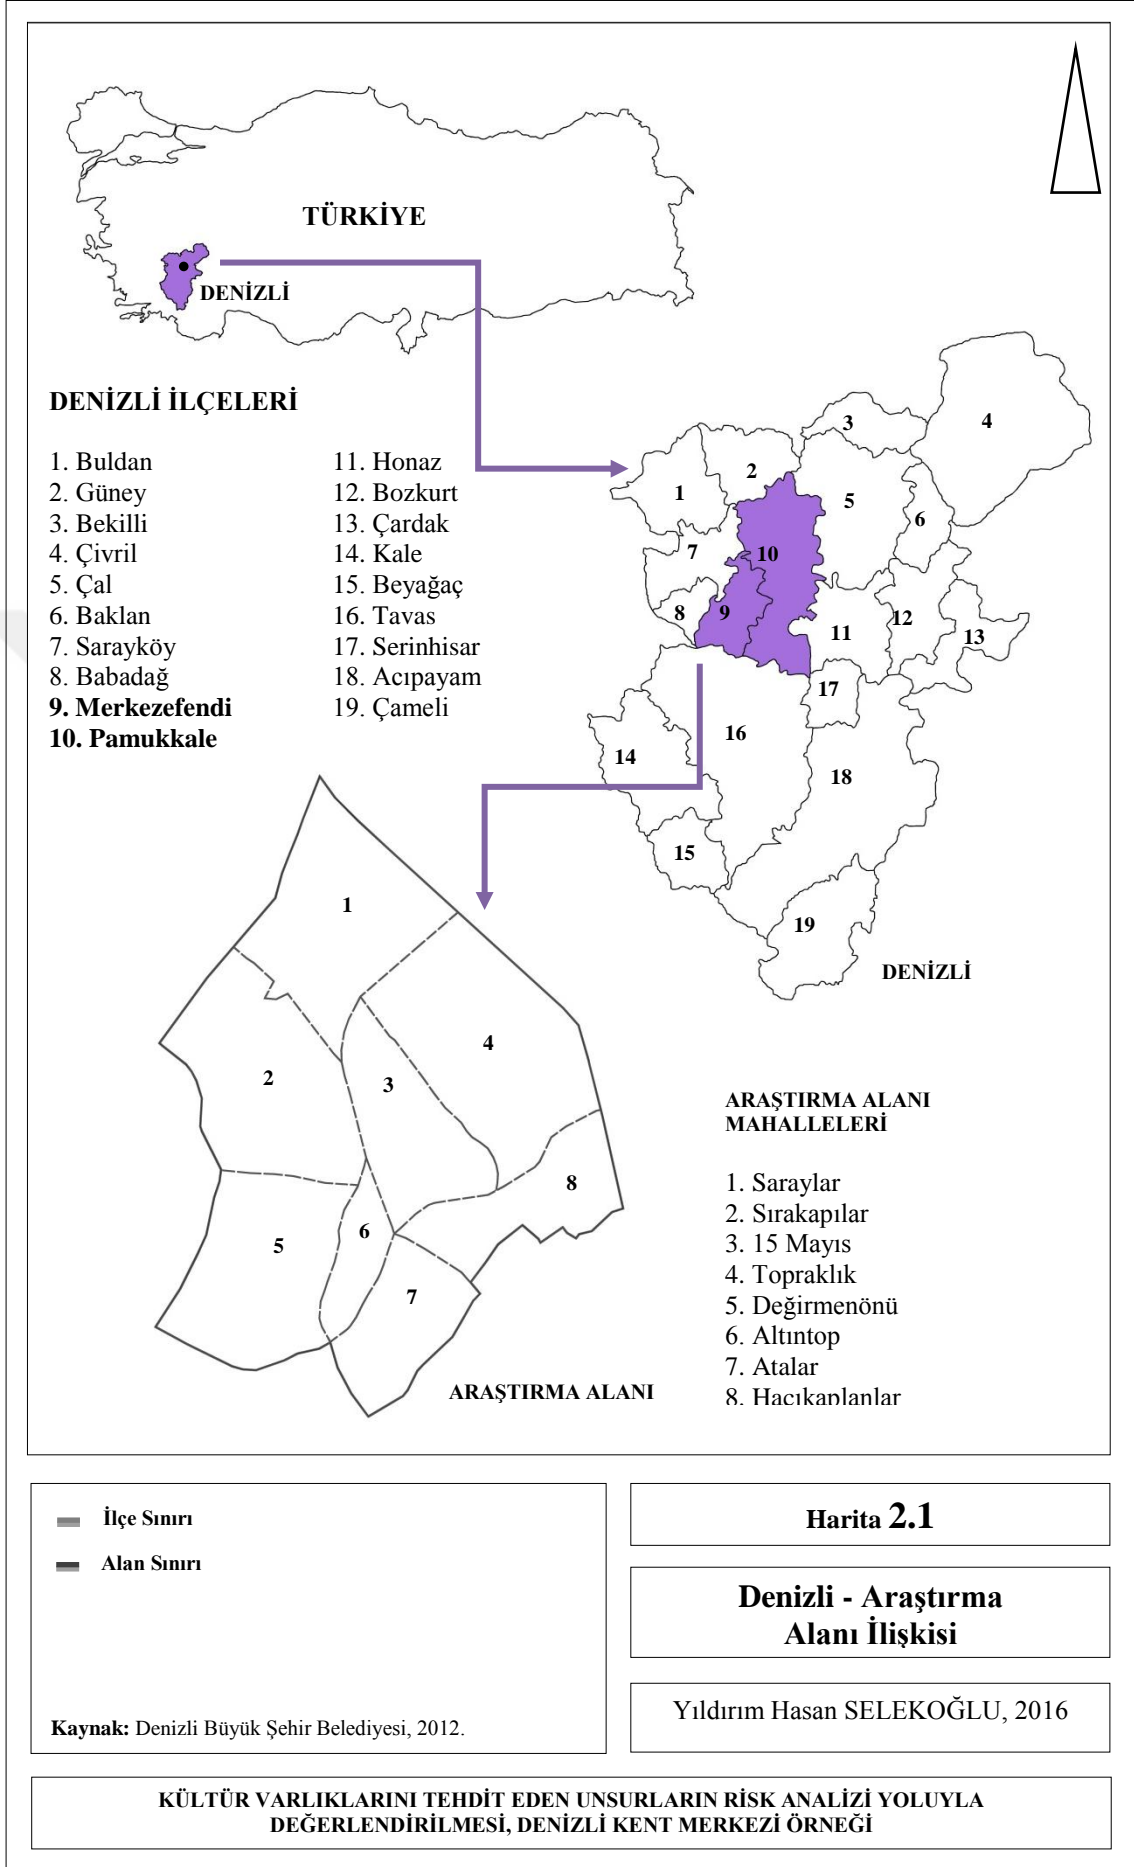 TÜRKİYE
DENİZLİ
DENİZLİ İLÇELERİ
1. Buldan
2. Güney
3. Bekilli
4. Çivril
5. Çal
6. Baklan
7. Sarayköy
8. Babadağ
9. Merkezefendi
10. Pamukkale
11. Honaz
12. Bozkurt
13. Çardak
14. Kale
15. Beyağaç
16. Tavas
17. Serinhisar
18. Acıpayam
19. Çameli
3
4
2
1
5
6
7
10
8
9
11
12
13
17
16
14
18
15
19
DENİZLİ
1
4
2
3
8
6
5
7
ARAŞTIRMA ALANI
ARAŞTIRMA ALANI
MAHALLELERİ
1. Saraylar
2. Sırakapılar
3. 15 Mayıs
4. Topraklık
5. Değirmenönü
6. Altıntop
7. Atalar
8. Hacıkaplanlar
İlçe Sınırı
Alan Sınırı
Kaynak: Denizli Büyük Şehir Belediyesi, 2012.
Harita 2.1
Denizli - Araştırma
Alanı İlişkisi
Yıldırım Hasan SELEKOĞLU, 2016
KÜLTÜR VARLIKLARINI TEHDİT EDEN UNSURLARIN RİSK ANALİZİ YOLUYLA
DEĞERLENDİRİLMESİ, DENİZLİ KENT MERKEZİ ÖRNEĞİ